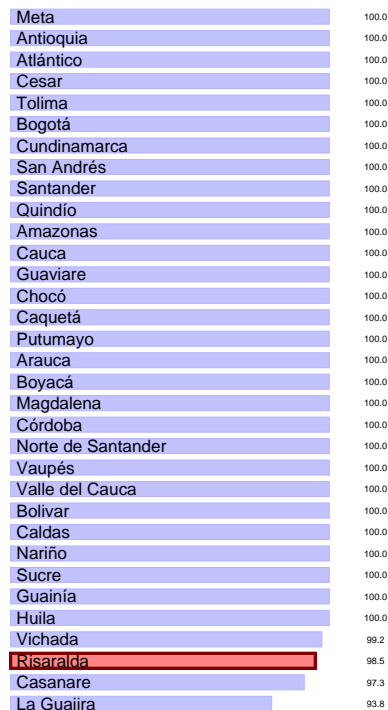 Meta 100.0
Antioquia 100.0
Atlántico 100.0
Cesar 100.0
Tolima 100.0
Bogotá 100.0
Cundinamarca 100.0
San Andrés 100.0
Santander 100.0
Quindío 100.0
Amazonas 100.0
Cauca 100.0
Guaviare 100.0
Chocó 100.0
Caquetá 100.0
Putumayo 100.0
Arauca 100.0
Boyacá 100.0
Magdalena 100.0
Córdoba 100.0
Norte de Santander 100.0
Vaupés 100.0
Valle del Cauca 100.0
Bolivar 100.0
Caldas 100.0
Nariño 100.0
Sucre 100.0
Guainía 100.0
Huila 100.0
Vichada 99.2
Risaralda 98.5
Casanare 97.3
La Guajira 93.8